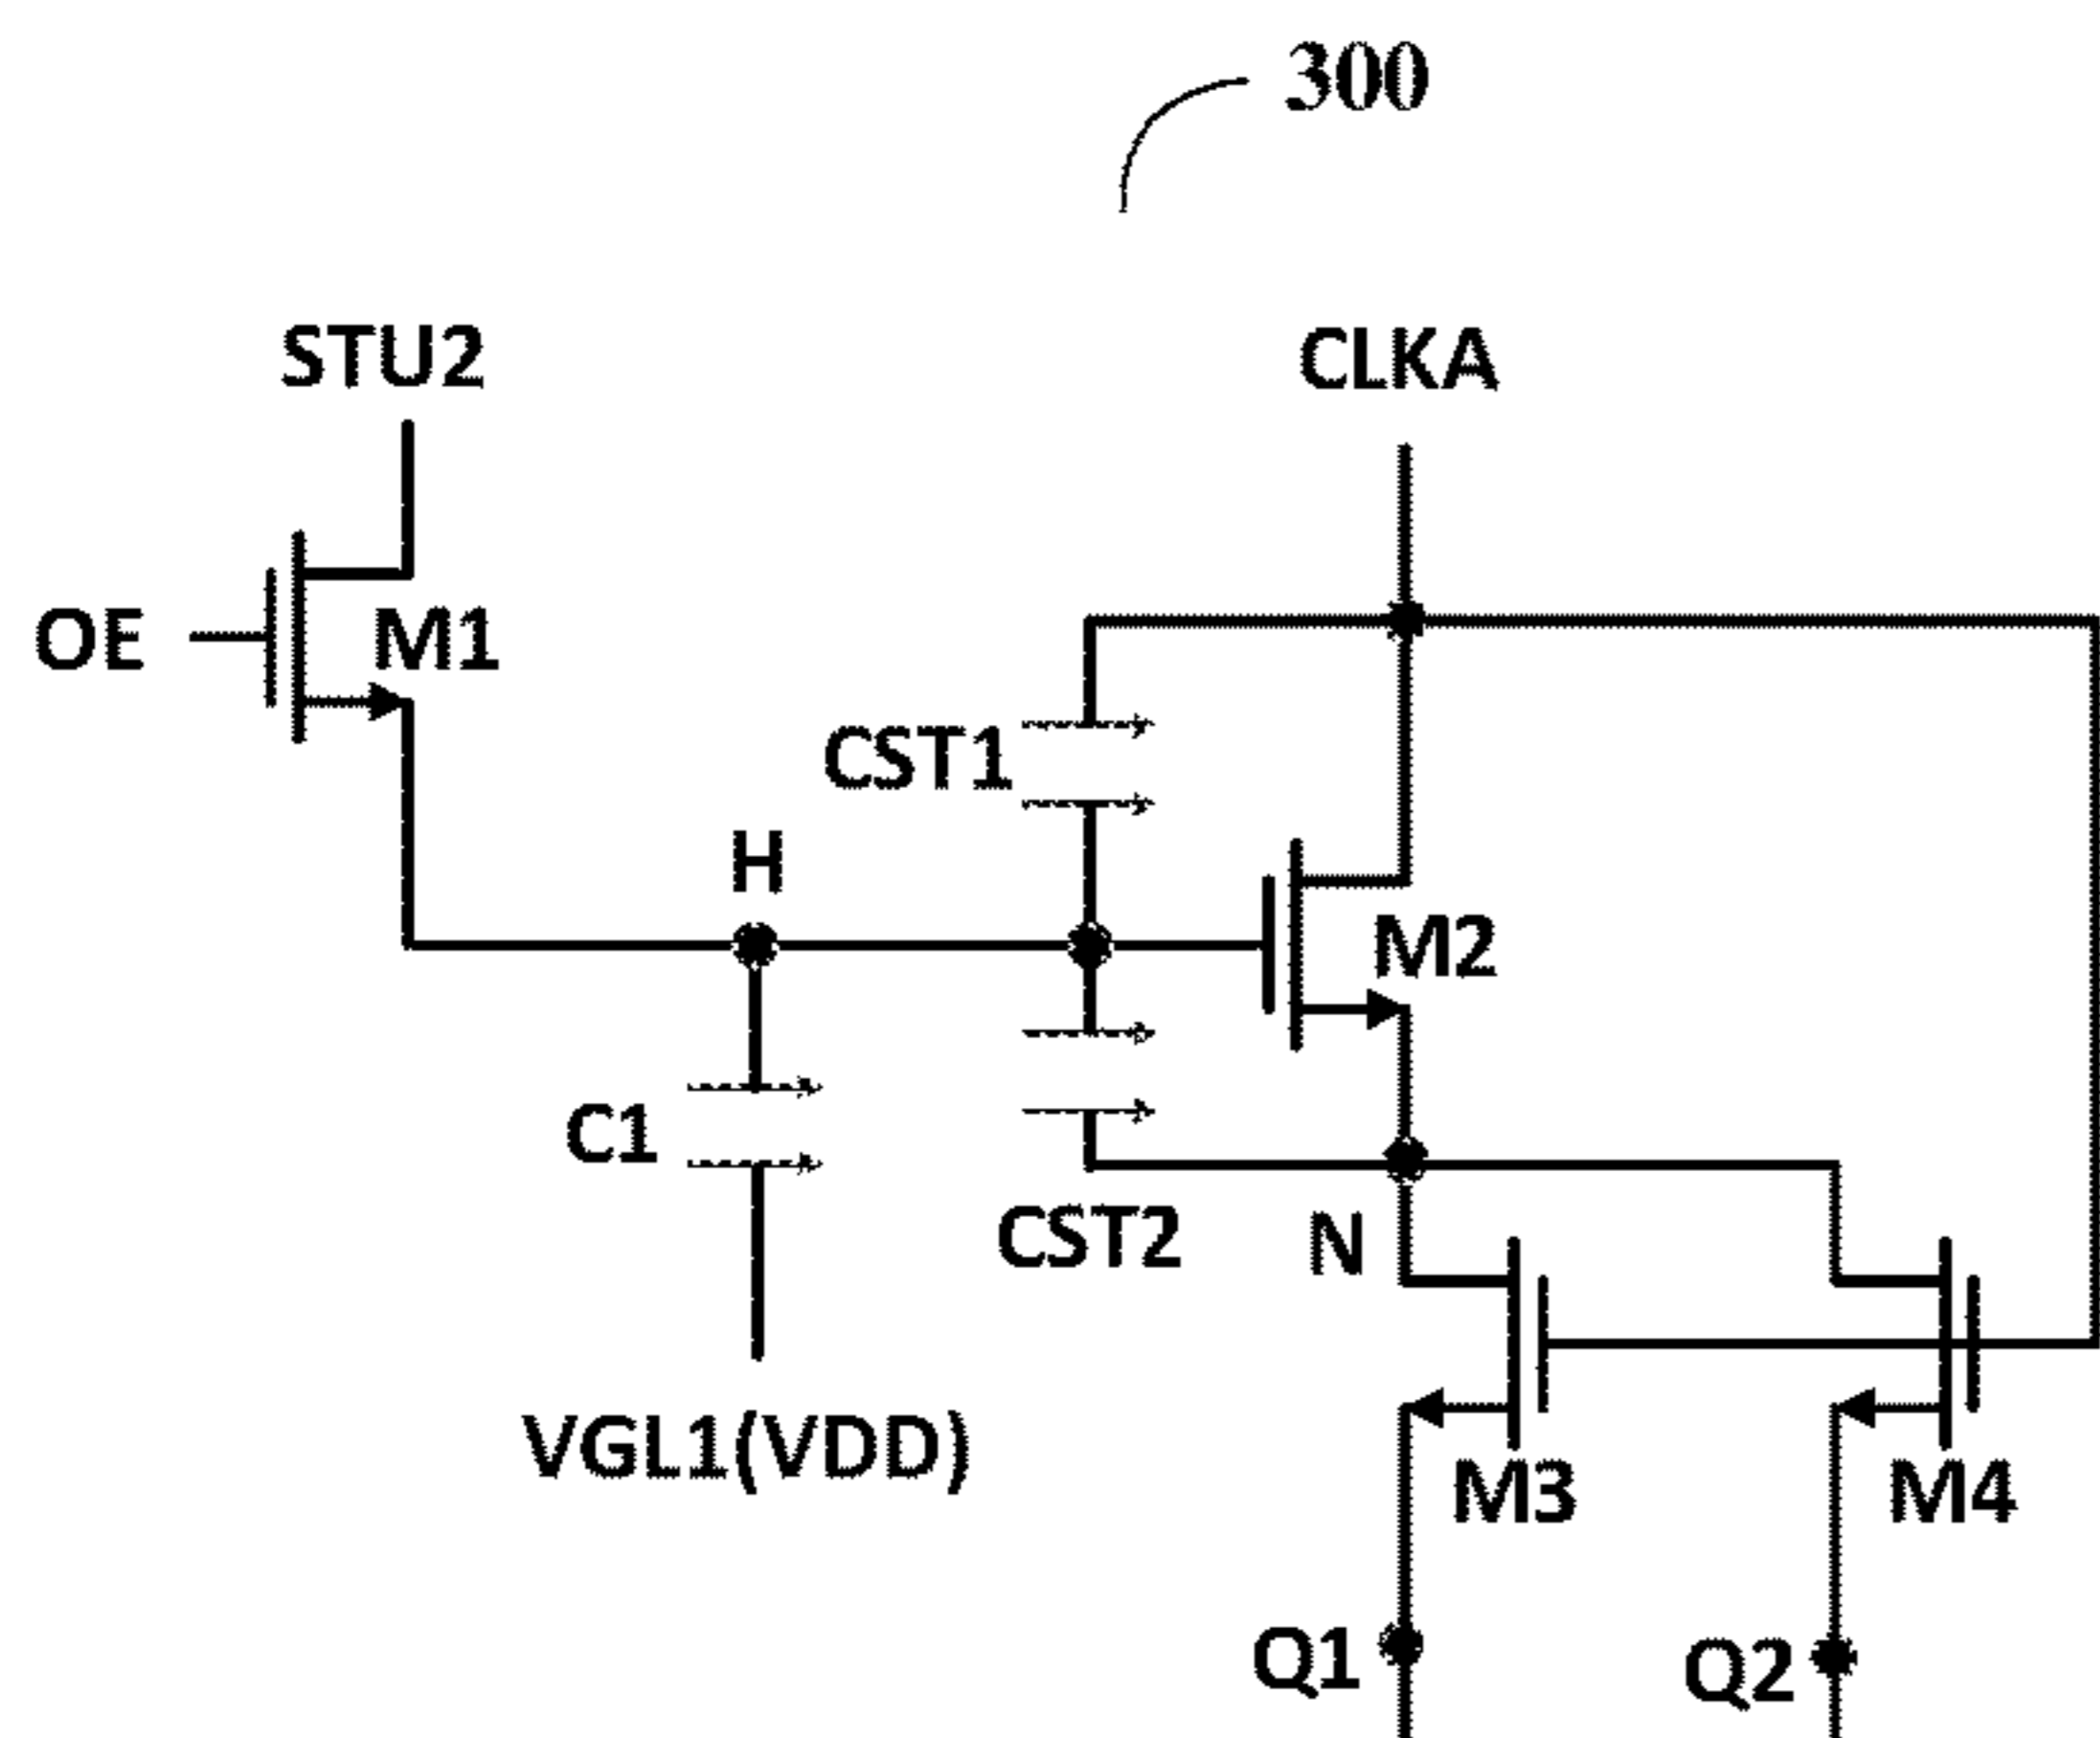 300
STU2
CLKA
OE
M1
CST1
H
M2
C1
CST2
N
VGL1(VDD)
M3
M4
Q1
Q2